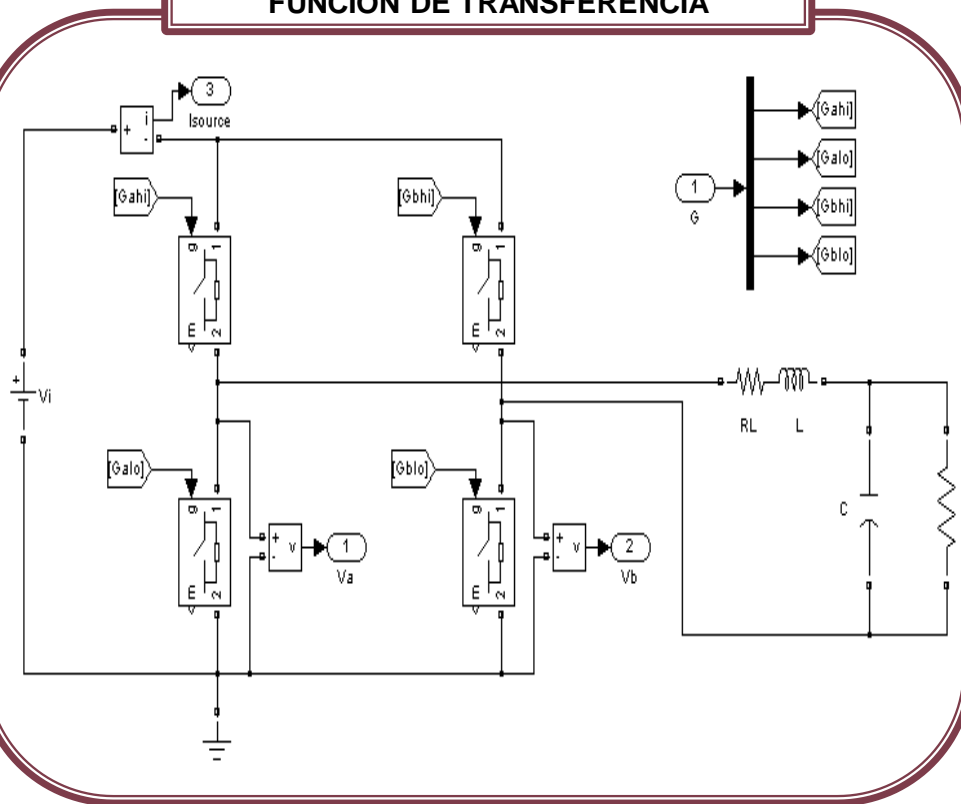 FUNCIÓN DE TRANSFERENCIA
3
i
+
-
Isource
[Gahi]
[Gbhi]
1
G
[Gahi]
[Galo]
[Gbhi]
[Gblo]
g 1
E 2
g 1
E 2
+
Vi
RL L
[Galo]
[Gblo]
C
g 1
E 2
+
-
v
1
Va
g 1
E 2
+
-
v
2
Vb